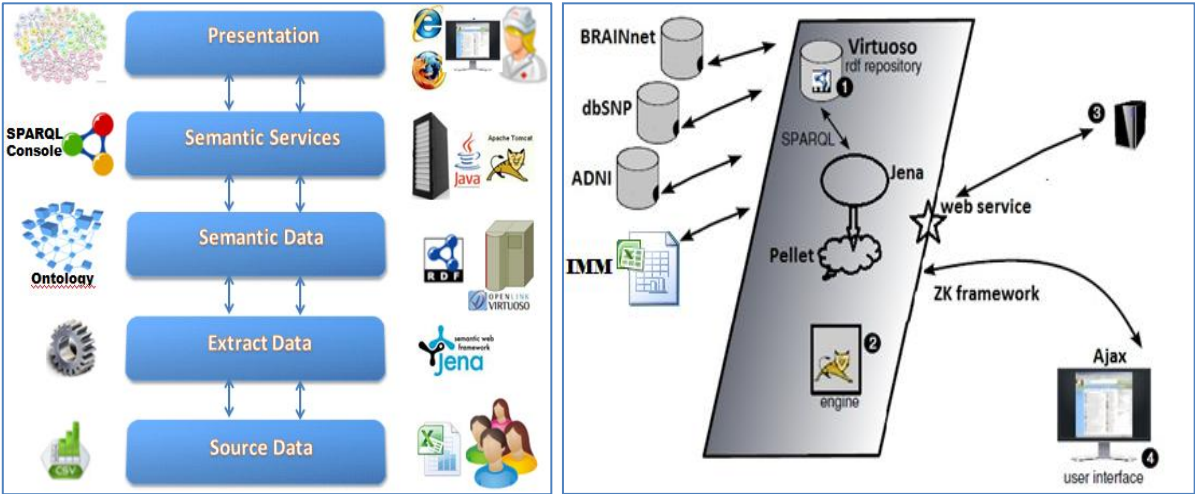 Presentation
SPARQL
Console
Semantic Services
Java
Apache Tomcat
Semantic Data
Ontology
RDF
OPENLINK
VIRTUOSO
Extract Data
semantic web
framework
Jena
Source Data
CSV
BRAINnet
dbSNP
ADNI
IMM
Virtuoso
rdf repository
1
SPARQL
Jena
Pellet
2
engine
3
web service
ZK framework
Ajax
4
user interface